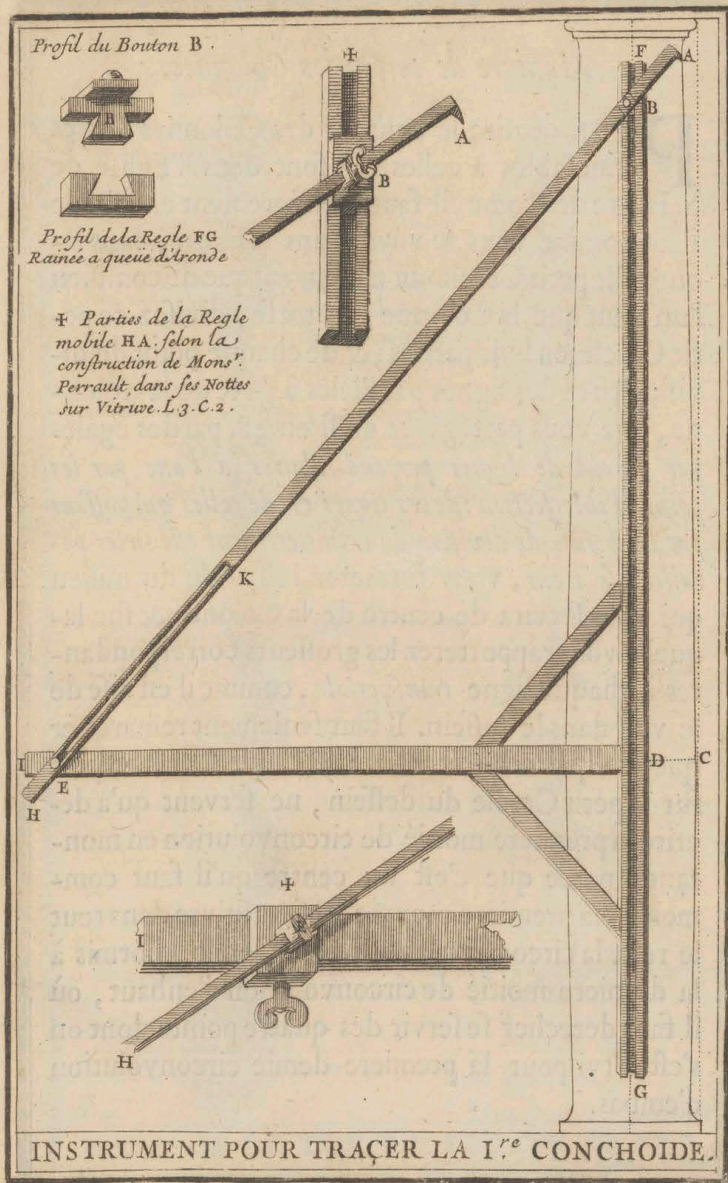 Profil du Bouton B.
B
Profil de la Regle FG
Rainée a queüe d'Aronde
✢ Parties de la Regle
mobile HA. selon la
construction de Mons.r
Perrault, dans ses Nottes
sur Vitruve. L. 3. C. 2.
✢
A
B
F
A
B
K
I
E
H
D
C
✢
I
E
H
G
INSTRUMENT POUR TRAÇER LA I.re CONCHOIDE.